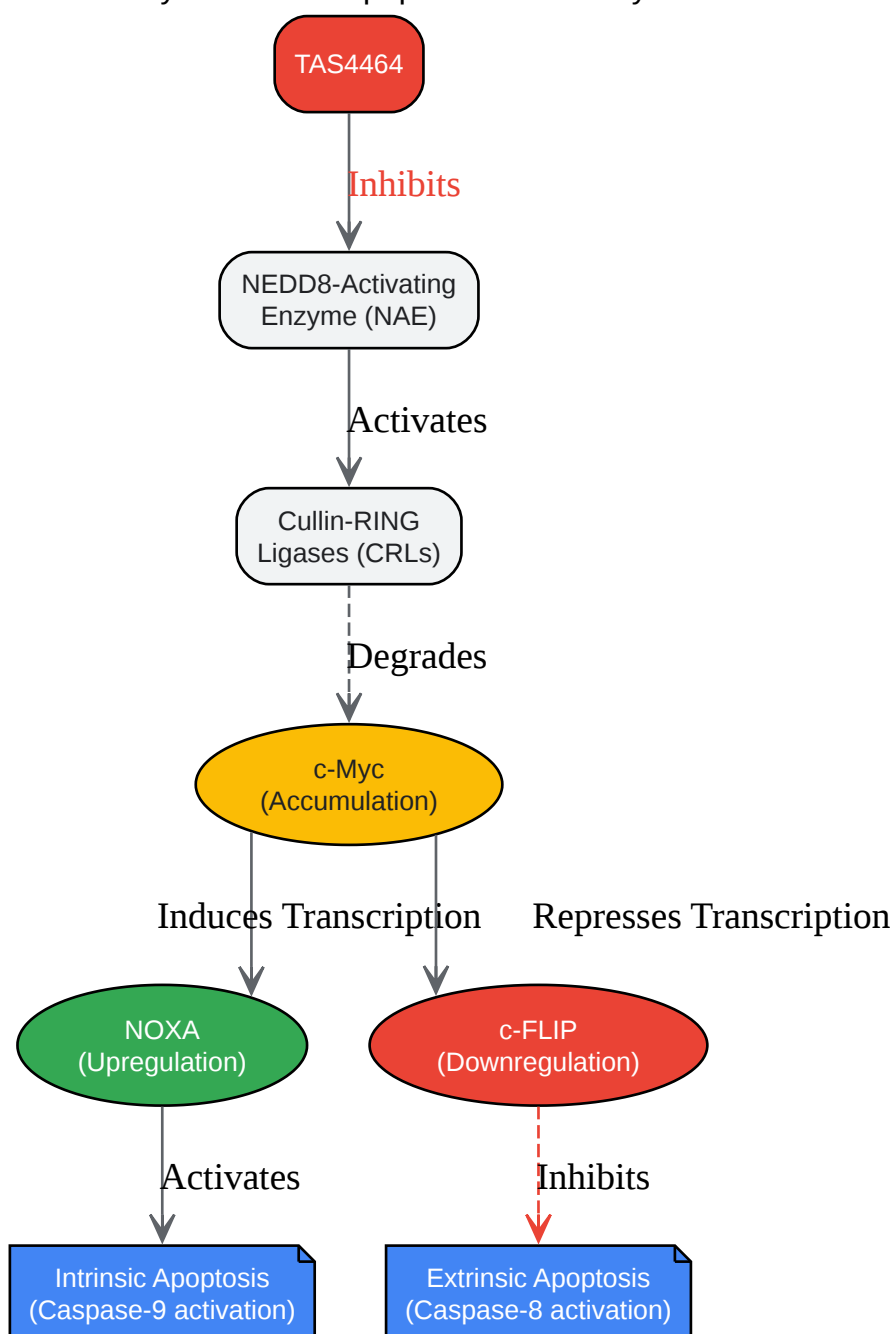 TAS4464
Inhibits
NEDD8-Activating
Enzyme (NAE)
Activates
Cullin-RING
Ligases (CRLs)
Degrades
c-Myc
(Accumulation)
Induces Transcription
Represses Transcription
NOXA
(Upregulation)
c-FLIP
(Downregulation)
Activates
Inhibits
Intrinsic Apoptosis
(Caspase-9 activation)
Extrinsic Apoptosis
(Caspase-8 activation)